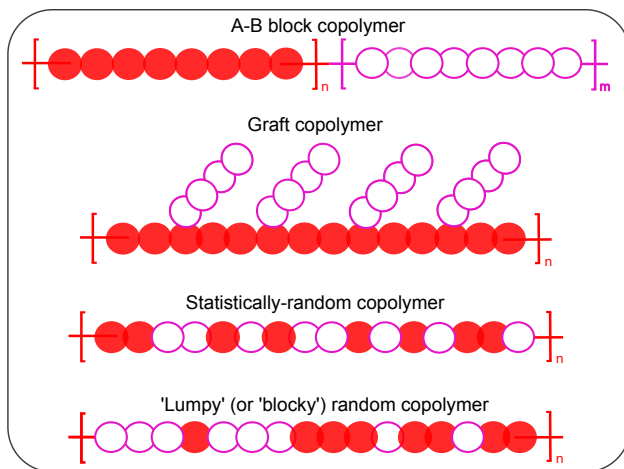 A-B block copolymer
n
m
Graft copolymer
n
Statistically-random copolymer
n
'Lumpy' (or 'blocky') random copolymer
n